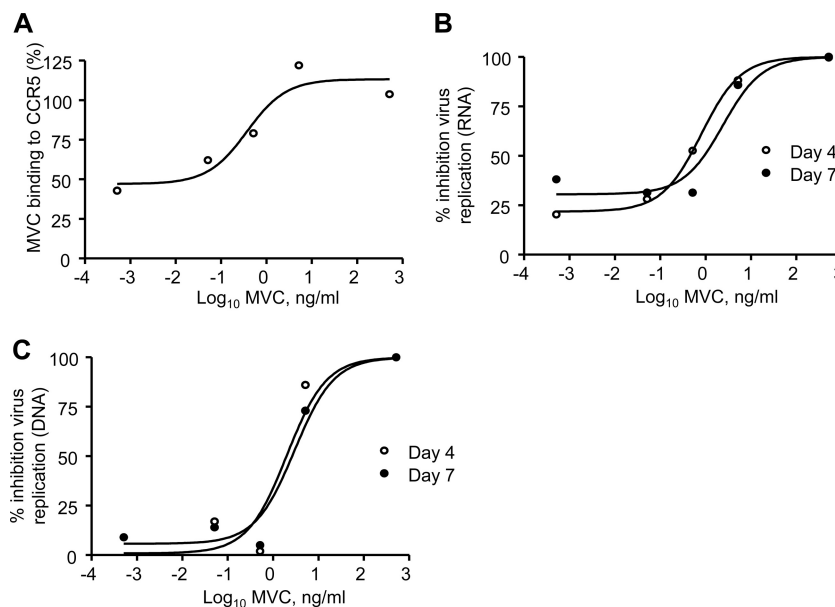 A
MVC binding to CCR5 (%)
125
100
75
50
25
0
-4 -3 -2 -1 0 1 2 3
Log10 MVC, ng/ml
B
% inhibition virus
replication (RNA)
100
75
50
25
0
-4 -3 -2 -1 0 1 2 3
Log10 MVC, ng/ml
Day 4
Day 7
C
% inhibition virus
replication (DNA)
100
75
50
25
0
-4 -3 -2 -1 0 1 2 3
Log10 MVC, ng/ml
Day 4
Day 7